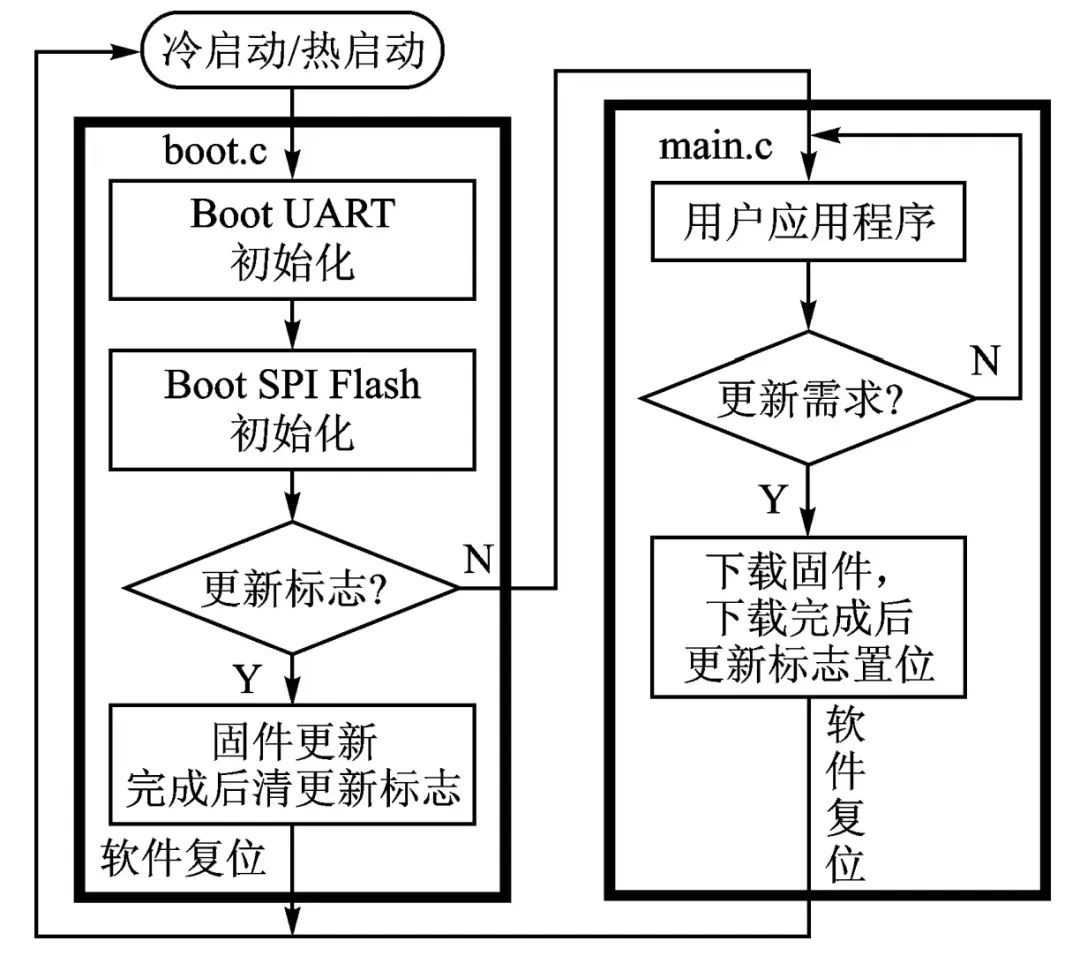 冷启动/热启动
boot.c
Boot UART
初始化
Boot SPI Flash
初始化
更新标志?
N
Y
固件更新
完成后清更新标志
软件复位
main.c
用户应用程序
更新需求?
N
Y
下载固件，
下载完成后
更新标志置位
软
件
复
位